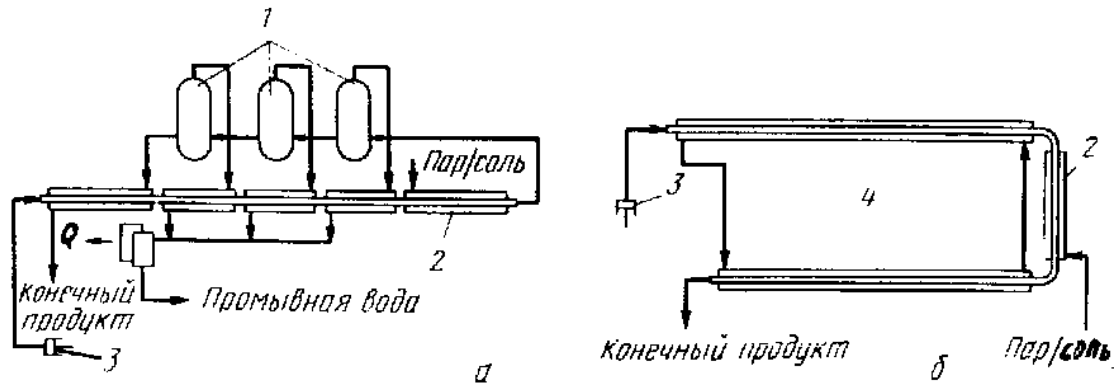 1
Пар/соль
2
Q
конечный
продукт
Промывная вода
3
а
3
4
2
Конечный продукт
Пар/соль
б